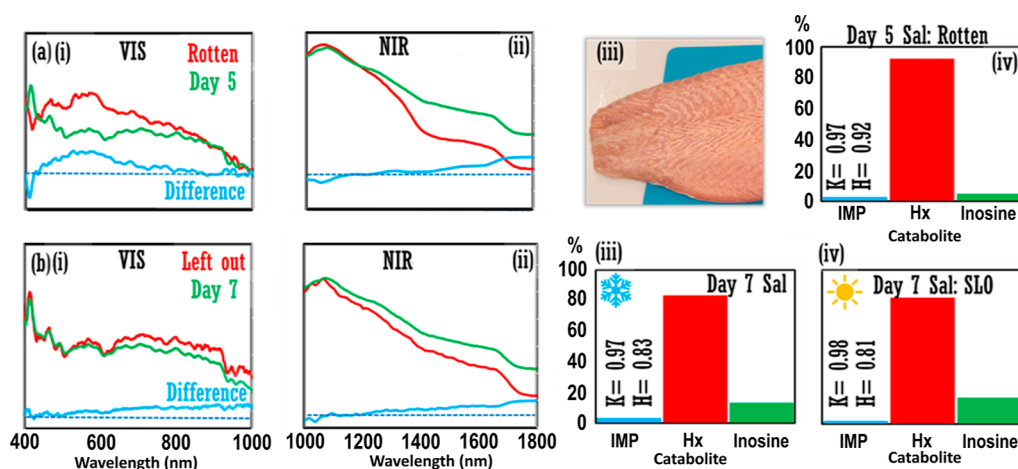 (a) (i) VIS
Rotten
Day 5
Difference
NIR (ii)
(iii)
%
Day 5 Sal: Rotten
(iv)
100
80
60
40
20
0
K= 0.97
H= 0.92
IMP Hx Inosine
Catabolite
(b) (i) VIS
Left out
Day 7
Difference
400 600 800 1000
Wavelength (nm)
NIR (ii)
1000 1200 1400 1600 1800
Wavelength (nm)
(iii)
%
Day 7 Sal
100
80
60
40
20
0
K= 0.97
H= 0.83
IMP Hx Inosine
Catabolite
(iv)
Day 7 Sal: SLO
K= 0.98
H= 0.81
IMP Hx Inosine
Catabolite